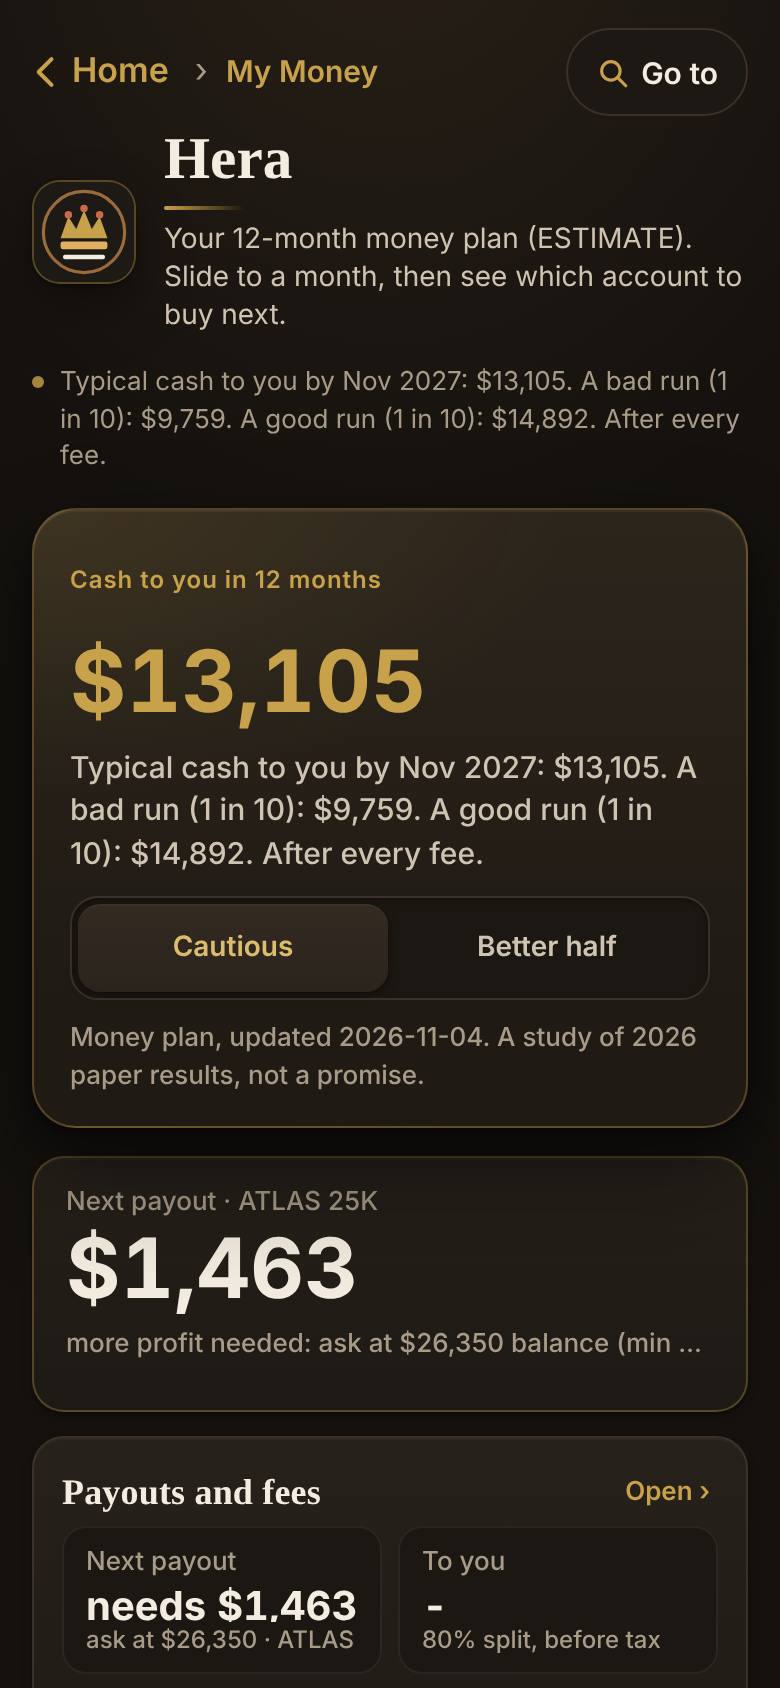 Home › My Money
Go to
Hera
Your 12-month money plan (ESTIMATE).
Slide to a month, then see which account to
buy next.
Typical cash to you by Nov 2027: $13,105. A bad run (1
in 10): $9,759. A good run (1 in 10): $14,892. After every
fee.
Cash to you in 12 months
$13,105
Typical cash to you by Nov 2027: $13,105. A
bad run (1 in 10): $9,759. A good run (1 in
10): $14,892. After every fee.
Cautious
Better half
Money plan, updated 2026-11-04. A study of 2026
paper results, not a promise.
Next payout · ATLAS 25K
$1,463
more profit needed: ask at $26,350 balance (min ...
Payouts and fees
Open ›
Next payout
needs $1,463
ask at $26,350 · ATLAS
To you
-
80% split, before tax